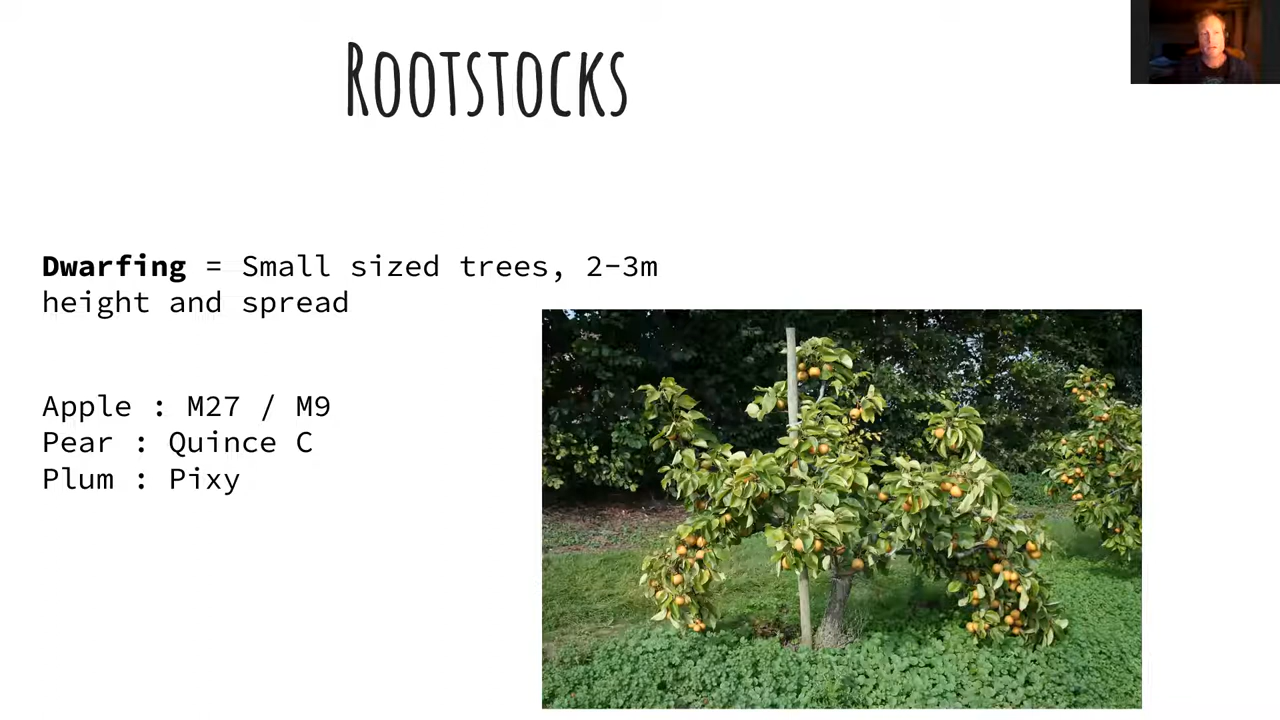 Rootstocks
Dwarfing = Small sized trees, 2-3m
height and spread
Apple : M27 / M9
Pear : Quince C
Plum : Pixy